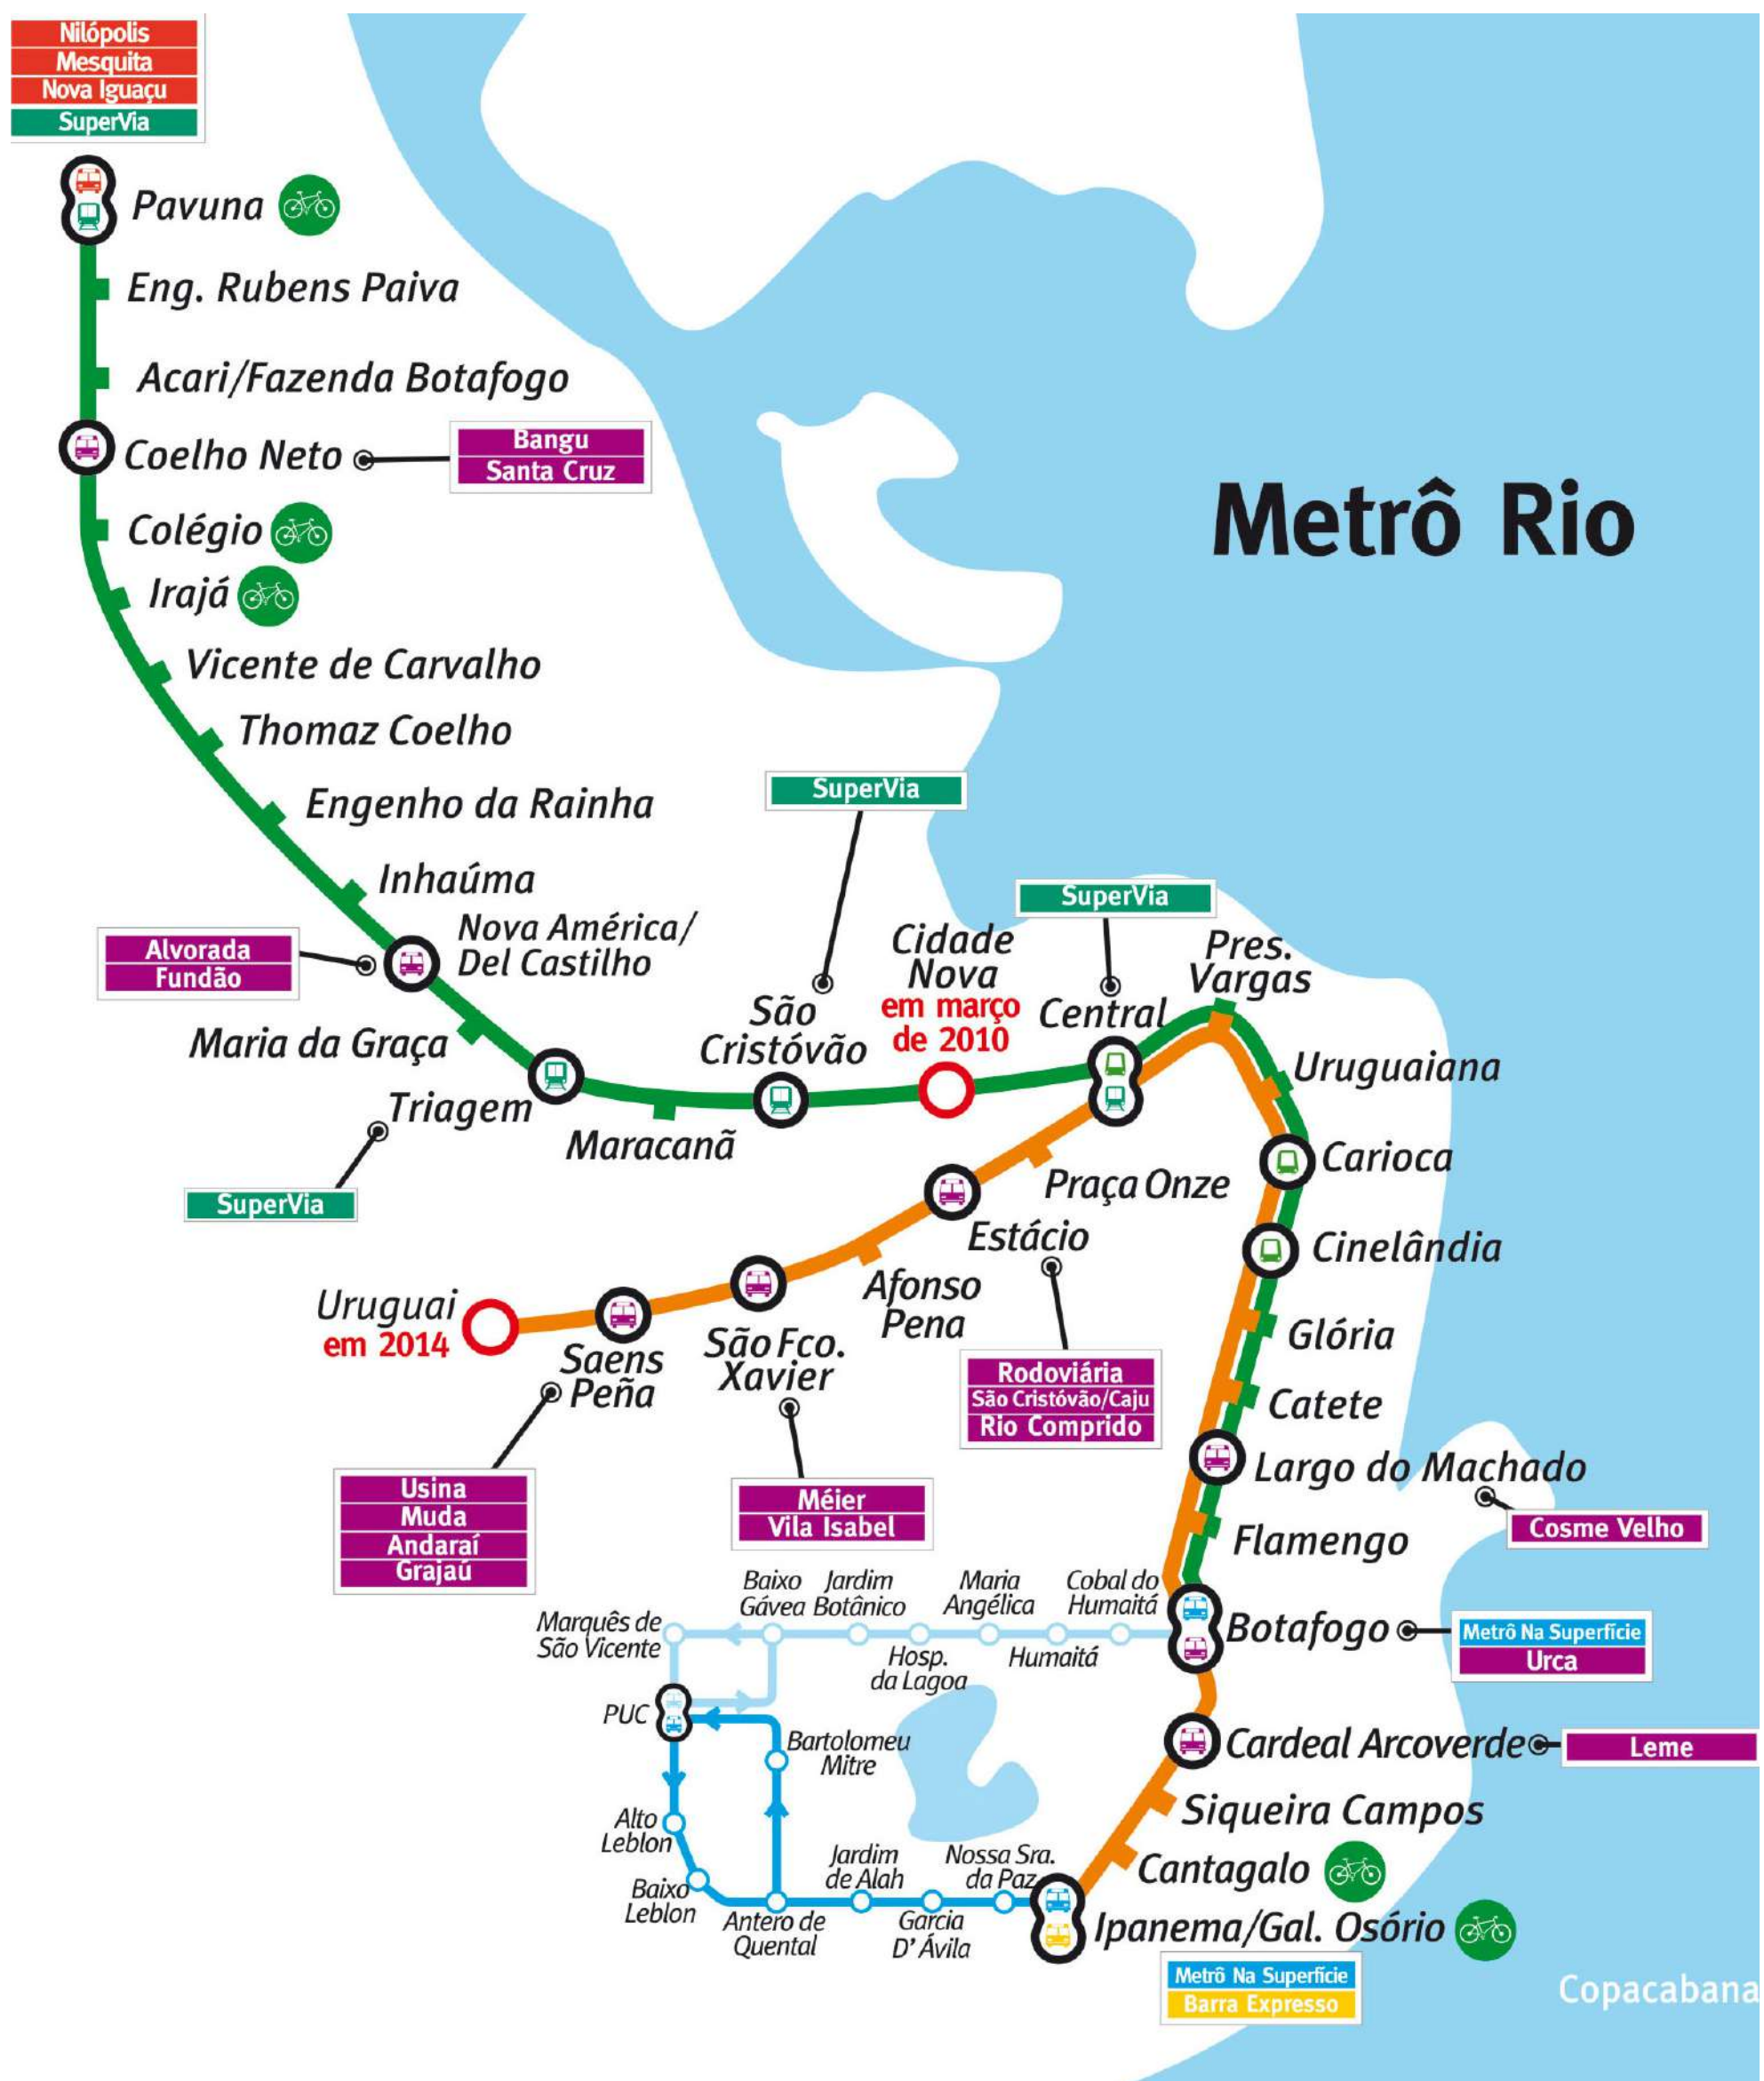 Nilópolis
Mesquita
Nova Iguaçu
SuperVia
Pavuna
Eng. Rubens Paiva
Acari/Fazenda Botafogo
Coelho Neto
Bangu
Santa Cruz
Metrô Rio
Colégio
Irajá
Vicente de Carvalho
Thomaz Coelho
Engenho da Rainha
SuperVia
Inhaúma
SuperVia
Nova América/
Del Castilho
Alvorada
Fundão
Cidade
Nova
em março
de 2010
Pres.
Vargas
São
Cristóvão
Central
Maria da Graça
Uruguaiana
Triagem
Maracanã
Carioca
SuperVia
Praça Onze
Estácio
Cinelândia
Afonso
Pena
Uruguai
em 2014
São Fco.
Xavier
Saens
Peña
Glória
Rodoviária
São Cristóvão/Caju
Rio Comprido
Catete
Largo do Machado
Usina
Muda
Andaraí
Grajaú
Méier
Vila Isabel
Cosme Velho
Flamengo
Baixo
Gávea
Jardim
Botânico
Maria
Angélica
Cobal do
Humaitá
Marquês de
São Vicente
Hosp.
da Lagoa
Humaitá
Botafogo
Metrô Na Superfície
Urca
PUC
Bartolomeu
Mitre
Cardeal Arcoverde
Leme
Alto
Leblon
Siqueira Campos
Jardim
de Alah
Nossa Sra.
da Paz
Cantagalo
Baixo
Leblon
Antero de
Quental
Garcia
D' Ávila
Ipanema/Gal. Osório
Metrô Na Superfície
Barra Expresso
Copacabana